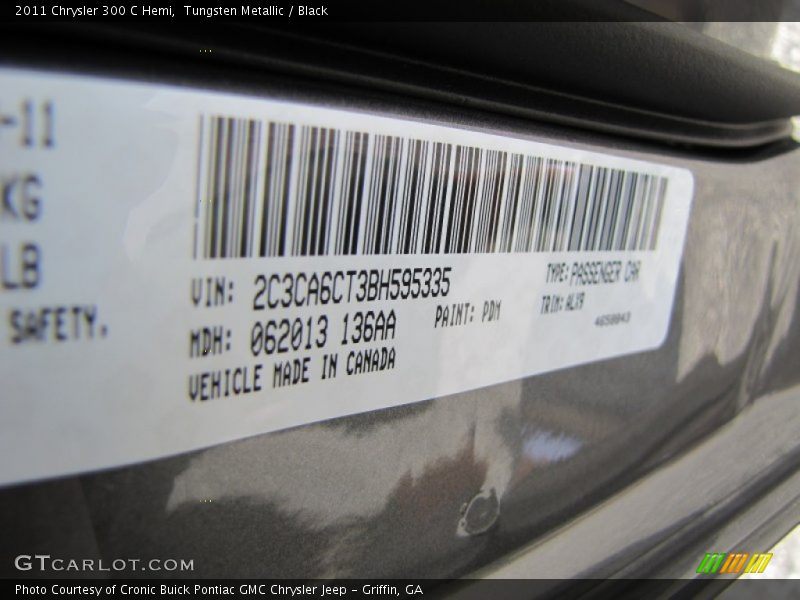 2011 Chrysler 300 C Hemi, Tungsten Metallic / Black
-11
KG
LB
SAFETY.
VIN: 2C3CA6CT3BH595335
TYPE: PASSENGER CAR
MDH: 062013 136AA
PAINT: PDM
TRIM: ALX9
VEHICLE MADE IN CANADA
4658043
GTCARLOT.COM
Photo Courtesy of Cronic Buick Pontiac GMC Chrysler Jeep - Griffin, GA